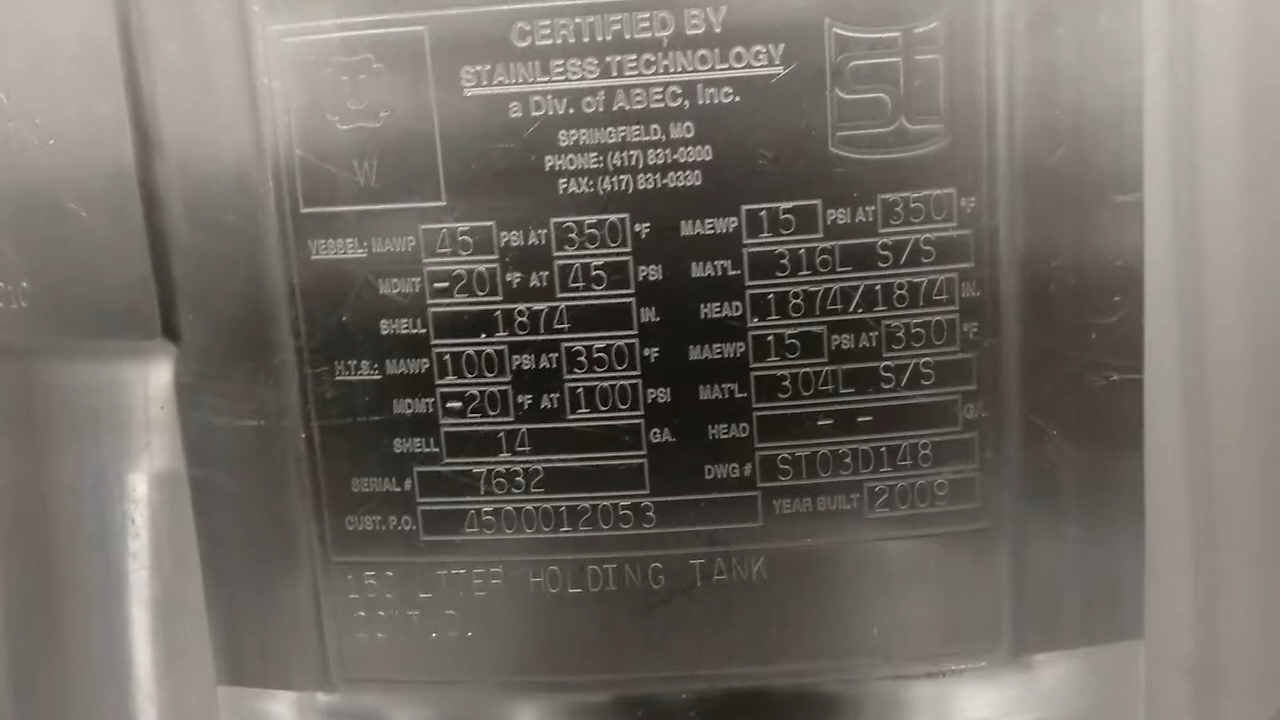 CERTIFIED BY
STAINLESS TECHNOLOGY
a Div. of ABEC, Inc.
SPRINGFIELD, MO
PHONE: (417) 831-0300
FAX: (417) 831-0330
W
St
VESSEL: MAWP 45 PSI AT 350 °F MAEWP 15 PSI AT 350 °F
MDMT -20 °F AT 45 PSI MAT'L. 316L S/S
SHELL .1874 IN. HEAD .1874/.1874 IN.
H.T.S.: MAWP 100 PSI AT 350 °F MAEWP 15 PSI AT 350 °F
MDMT -20 °F AT 100 PSI MAT'L. 304L S/S
SHELL 14 GA. HEAD - - GA.
SERIAL # 7632 DWG # ST03D148
CUST. P.O. 4500012053 YEAR BUILT 2009
LITER HOLDING TANK